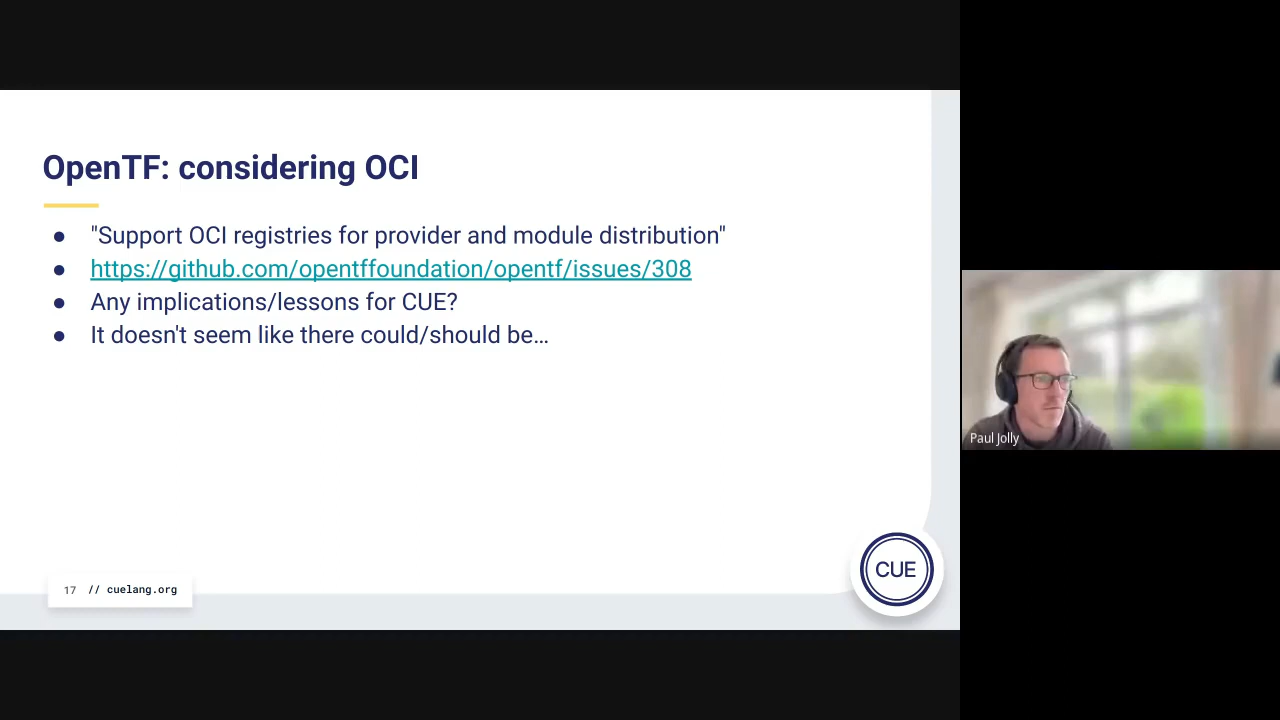 OpenTF: considering OCI
● "Support OCI registries for provider and module distribution"
● https://github.com/opentffoundation/opentf/issues/308
● Any implications/lessons for CUE?
● It doesn't seem like there could/should be…
Paul Jolly
CUE
17 // cuelang.org